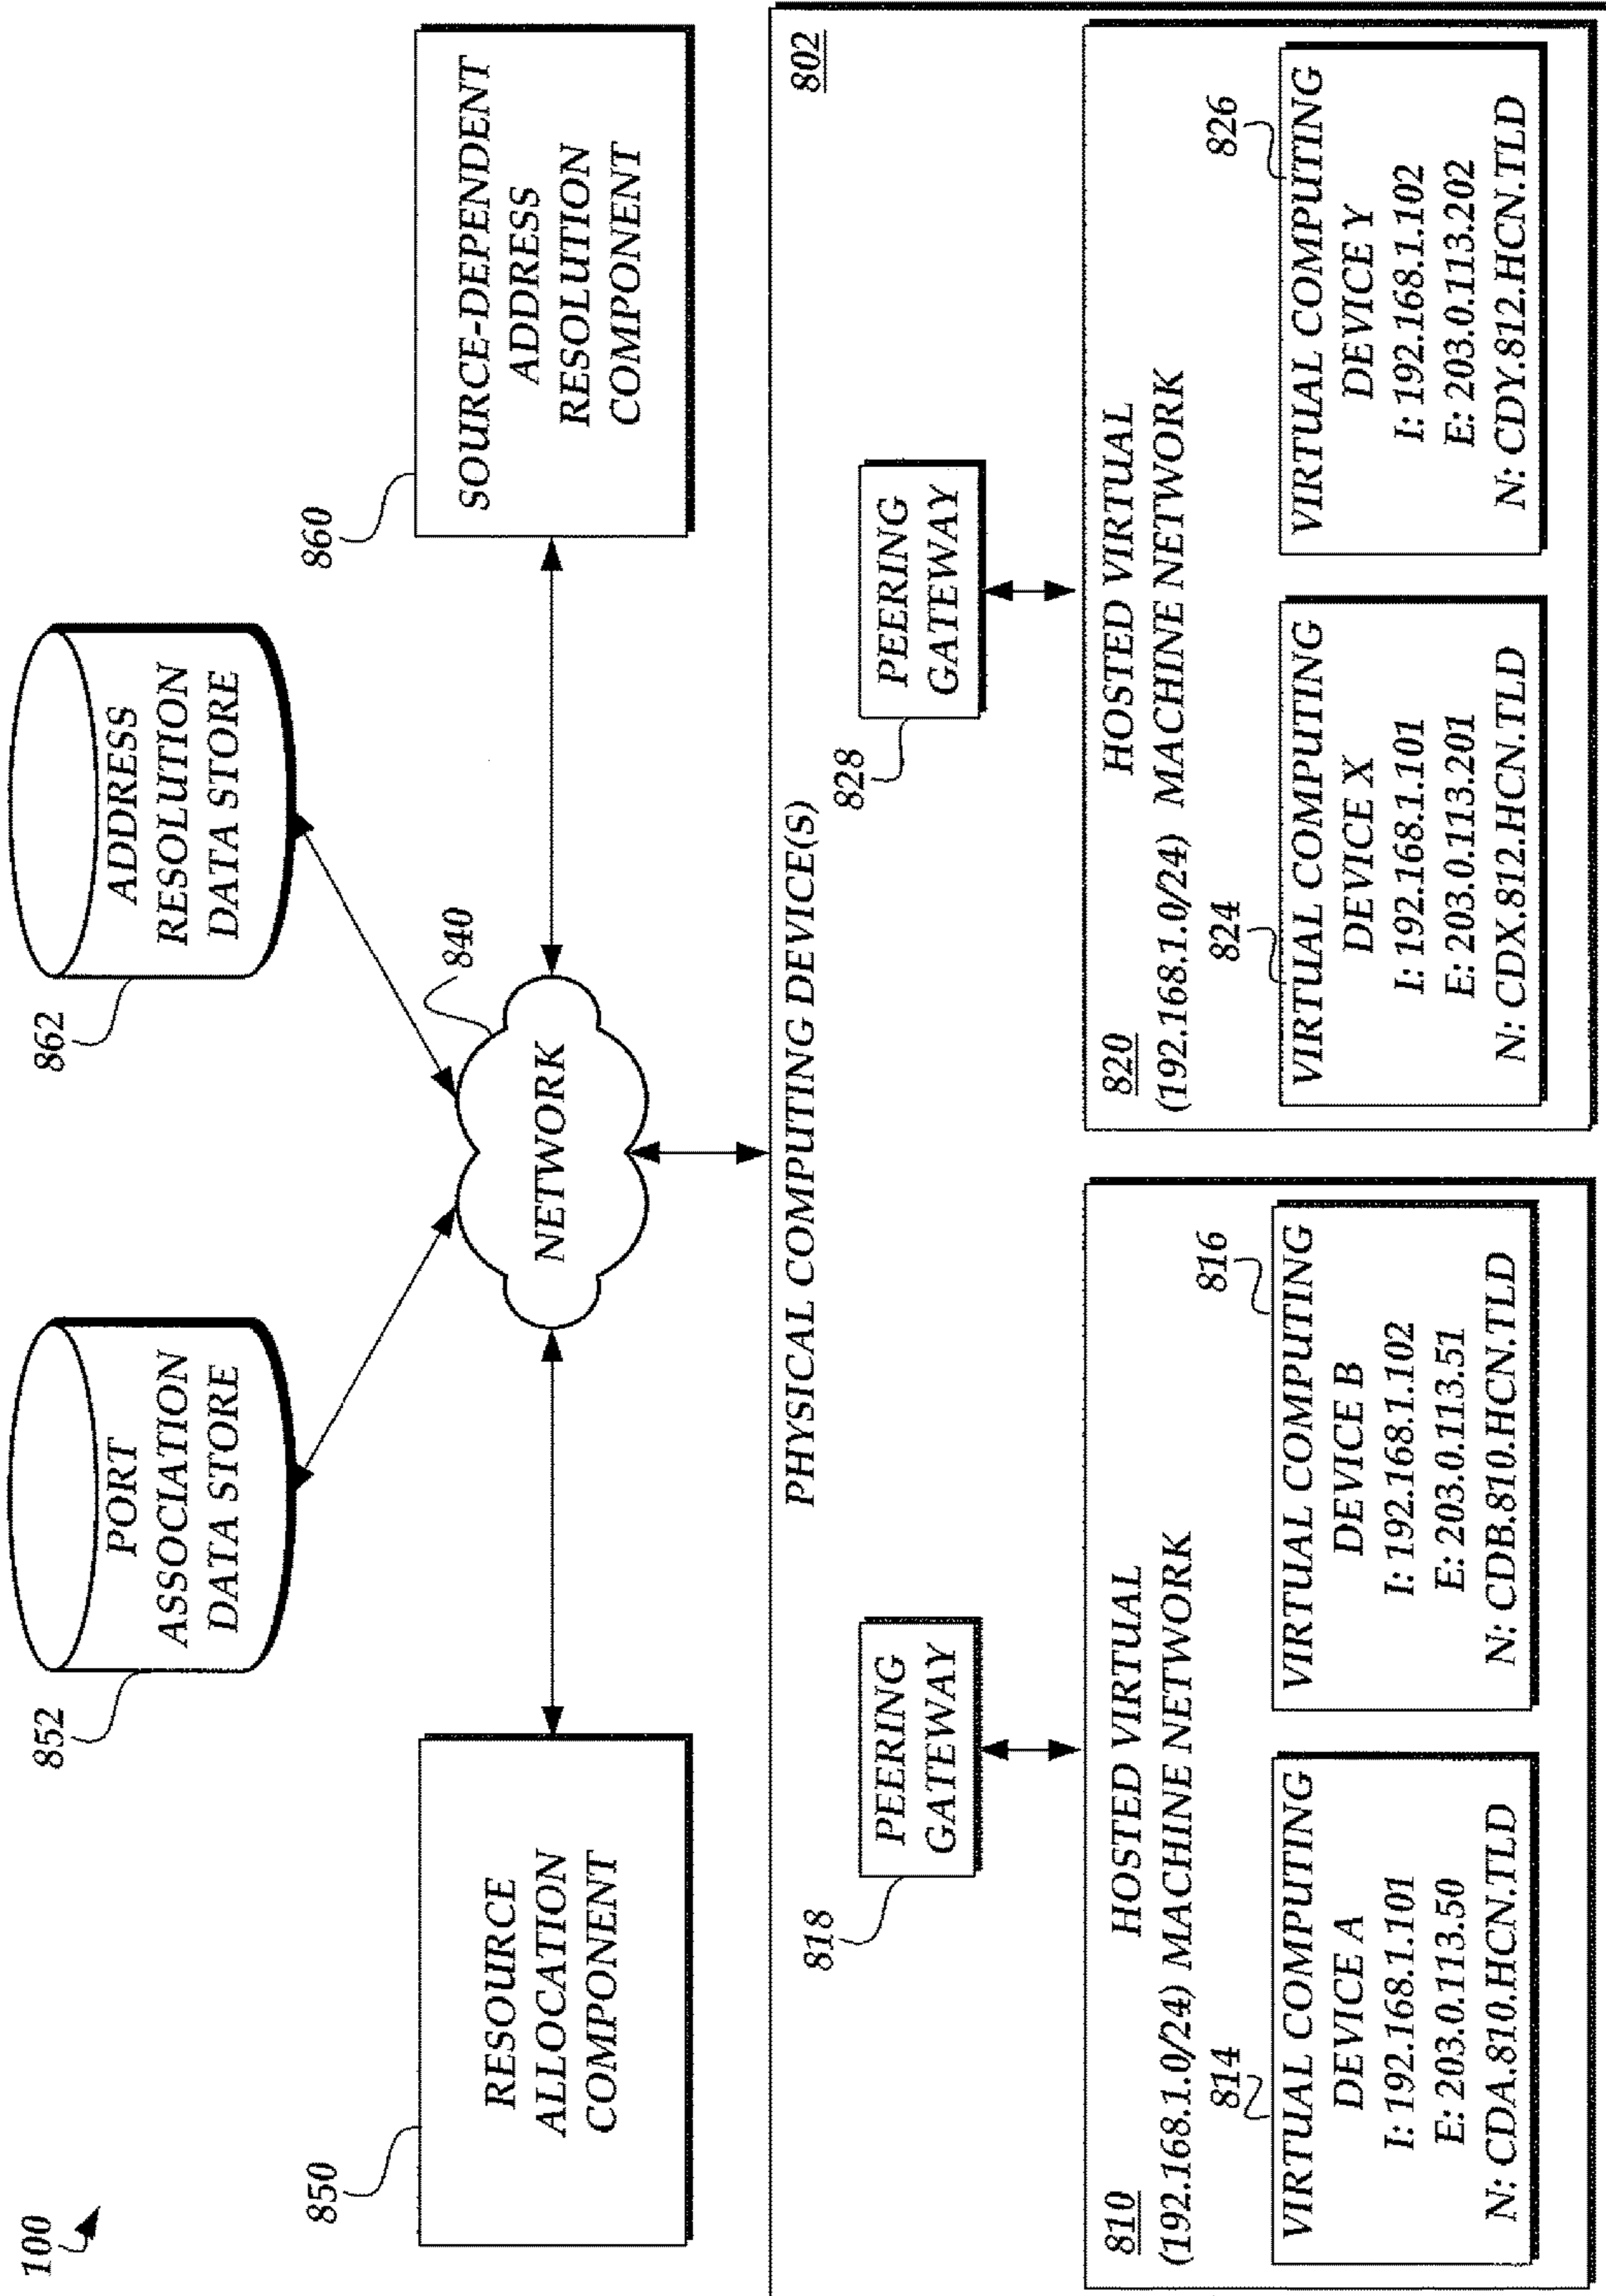 100
852
PORT
ASSOCIATION
DATA STORE
862
ADDRESS
RESOLUTION
DATA STORE
850
RESOURCE
ALLOCATION
COMPONENT
NETWORK
840
860
SOURCE-DEPENDENT
ADDRESS
RESOLUTION
COMPONENT
PHYSICAL COMPUTING DEVICE(S)
802
818
PEERING
GATEWAY
828
PEERING
GATEWAY
810
HOSTED VIRTUAL
(192.168.1.0/24) MACHINE NETWORK
814
VIRTUAL COMPUTING
DEVICE A
I: 192.168.1.101
E: 203.0.113.50
N: CDA.810.HCN.TLD
816
VIRTUAL COMPUTING
DEVICE B
I: 192.168.1.102
E: 203.0.113.51
N: CDB.810.HCN.TLD
820
HOSTED VIRTUAL
(192.168.1.0/24) MACHINE NETWORK
824
VIRTUAL COMPUTING
DEVICE X
I: 192.168.1.101
E: 203.0.113.201
N: CDX.812.HCN.TLD
826
VIRTUAL COMPUTING
DEVICE Y
I: 192.168.1.102
E: 203.0.113.202
N: CDY.812.HCN.TLD